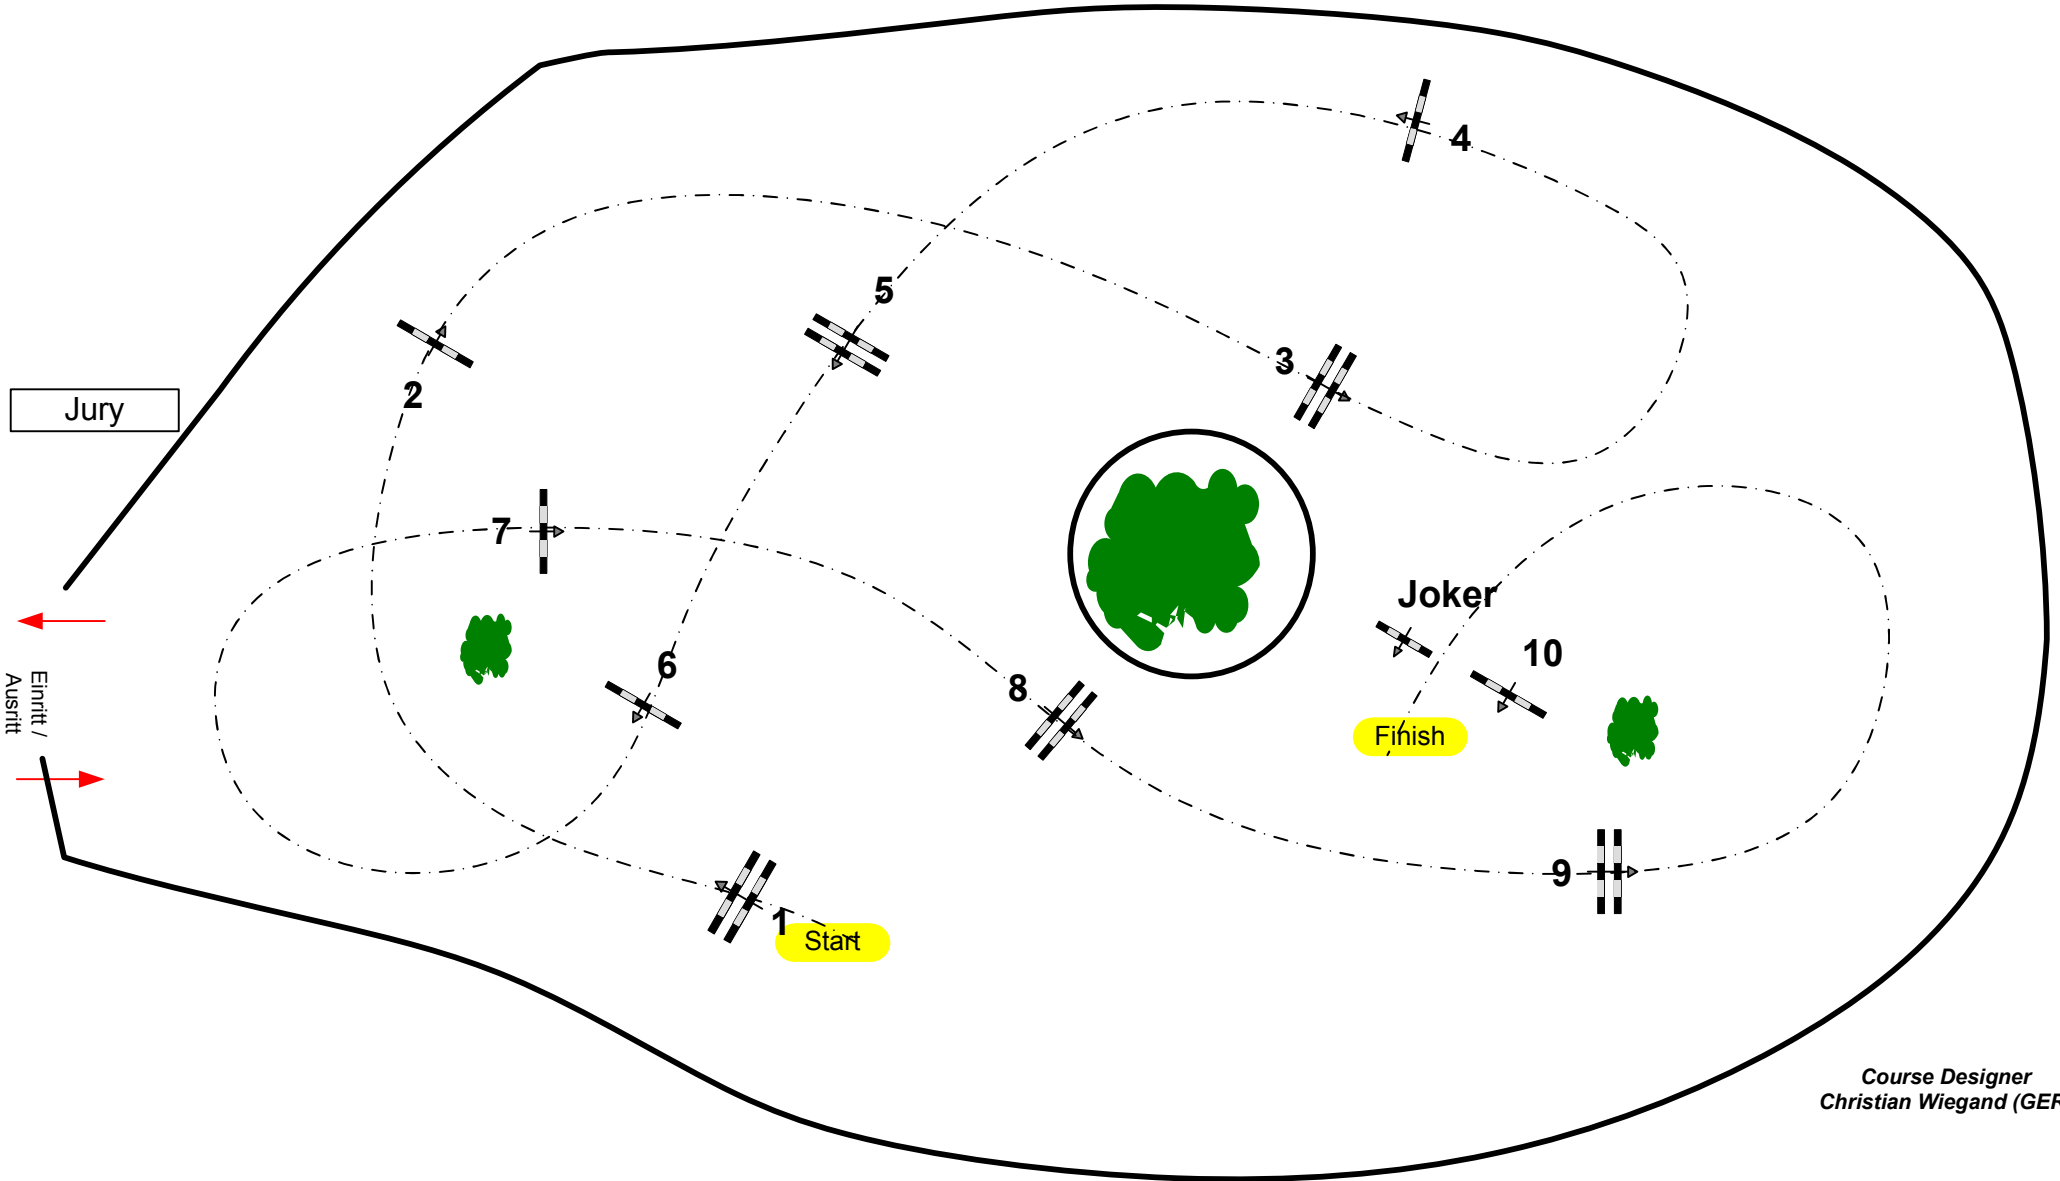 4
5
3
2
Jury
7
Joker
10
6
8
Finish
Einritt /
Ausritt
9
1
Start
Course Designer
Christian Wiegand (GER